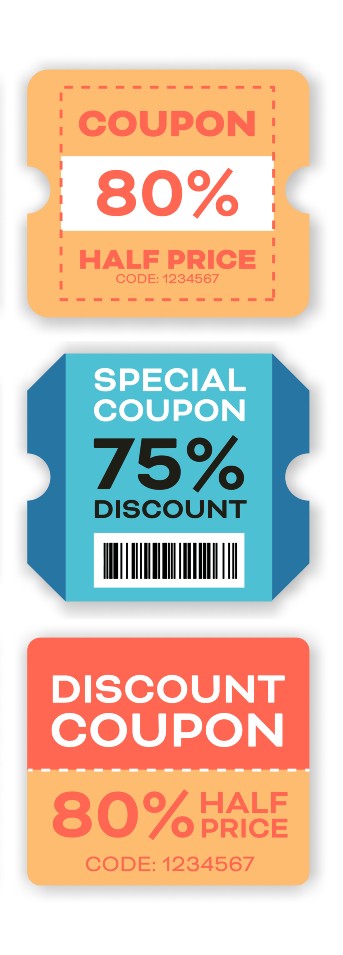 COUPON
80%
HALF PRICE
CODE: 1234567
SPECIAL
COUPON
75%
DISCOUNT
DISCOUNT
COUPON
80% HALF
PRICE
CODE: 1234567